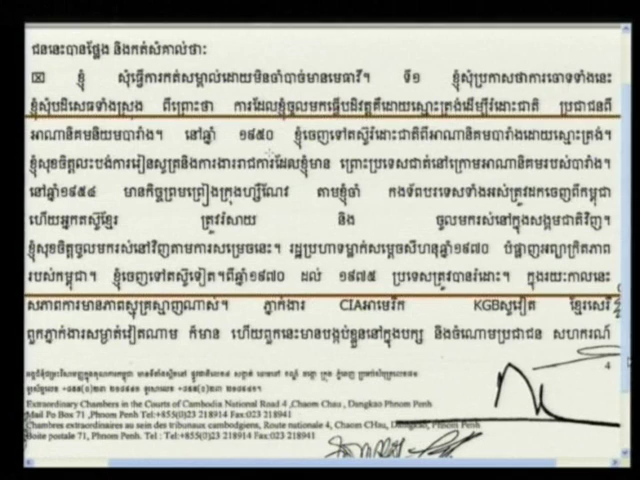 ជននេះបានថ្លែង និងកត់សំគាល់ថា:
☒ ខ្ញុំ សុំធ្វើការកត់សម្គាល់ដោយមិនចាំបាច់មានមេធាវី។ ទី១ ខ្ញុំសុំប្រកាសថាការចោទទាំងនេះ
ខ្ញុំសុំបដិសេធទាំងស្រុង ពីព្រោះថា ការដែលខ្ញុំចូលមកធ្វើបដិវត្តគឺដោយស្មោះត្រង់ដើម្បីរំដោះជាតិ ប្រជាជនពី
អាណានិគមនិយមបារាំង។ នៅឆ្នាំ ១៩៥០ ខ្ញុំចេញទៅតស៊ូរំដោះជាតិពីអាណានិគមបារាំងដោយស្មោះត្រង់។
ខ្ញុំសុខចិត្តលះបង់ការរៀនសូត្រនិងការងាររាជការដែលខ្ញុំមាន ព្រោះប្រទេសជាតិនៅក្រោមអាណានិគមរបស់បារាំង។
នៅឆ្នាំ១៩៥៤ មានកិច្ចព្រមព្រៀងក្រុងហ្សឺណែវ តាមខ្ញុំចាំ កងទ័ពបរទេសទាំងអស់ត្រូវដកចេញពីកម្ពុជា
ហើយអ្នកតស៊ូខ្មែរ ត្រូវរំសាយ និង ចូលមករស់នៅក្នុងសង្គមជាតិវិញ។
ខ្ញុំសុខចិត្តចូលមករស់នៅវិញតាមការសម្រេចនេះ។ រដ្ឋប្រហារទម្លាក់សម្តេចសីហនុឆ្នាំ១៩៧០ បំផ្លាញអព្យាក្រិតភាព
របស់កម្ពុជា។ ខ្ញុំចេញទៅតស៊ូទៀត។ពីឆ្នាំ១៩៧០ ដល់ ១៩៧៥ ប្រទេសត្រូវបានរំដោះ។ ក្នុងរយៈកាលនេះ
សភាពការមានភាពស្មុគ្រស្មាញណាស់។ ភ្នាក់ងារ CIAអាមេរិក KGBសូវៀត ខ្មែរសេរី
ពួកភ្នាក់ងារសម្ងាត់វៀតណាម ក៏មាន ហើយពួកនេះមានបង្កប់ខ្លួននៅក្នុងបក្ស និងចំណោមប្រជាជន សហករណ៍
4
Extraordinary Chambers in the Courts of Cambodia National Road 4 ,Chaom Chau , Dangkao Phnom Penh
Mail Po Box 71 ,Phnom Penh Tel:+855(0)23 218914 Fax:023 218941
Chambres extraordinaires au sein des tribunaux cambodgiens, Route nationale 4, Chaom CHau, Dangkao, Phnom Penh
Boite postale 71, Phnom Penh. Tel : Tel:+855(0)23 218914 Fax:023 218941